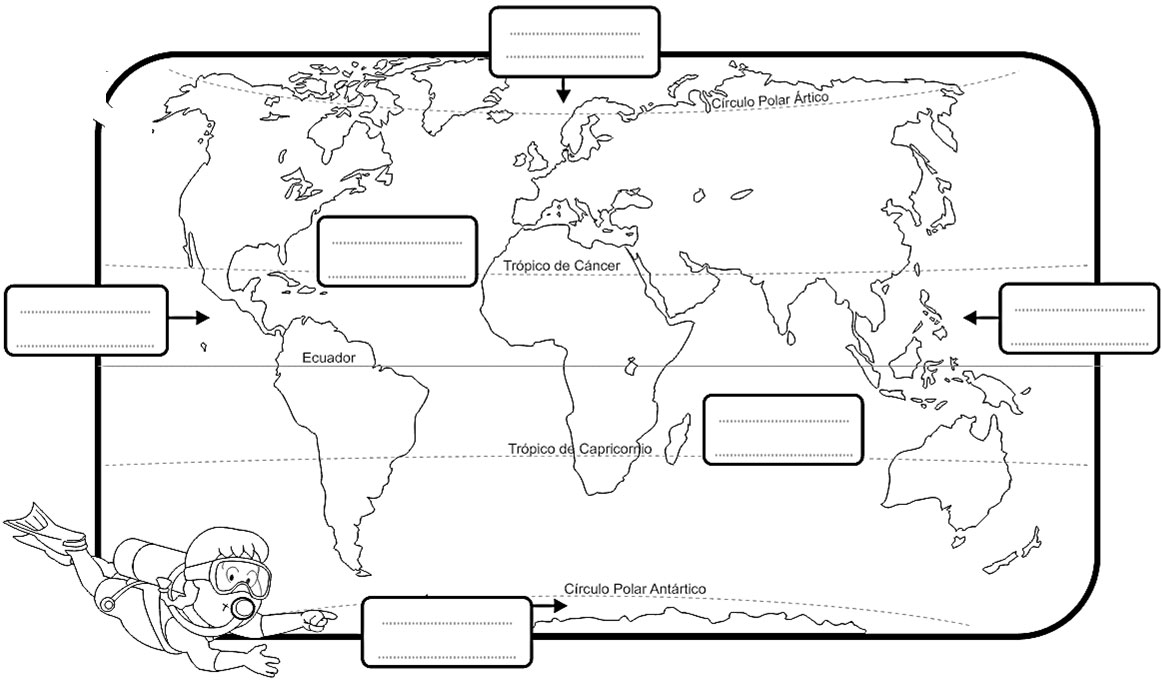 Círculo Polar Ártico
Trópico de Cáncer
Ecuador
Trópico de Capricornio
Círculo Polar Antártico